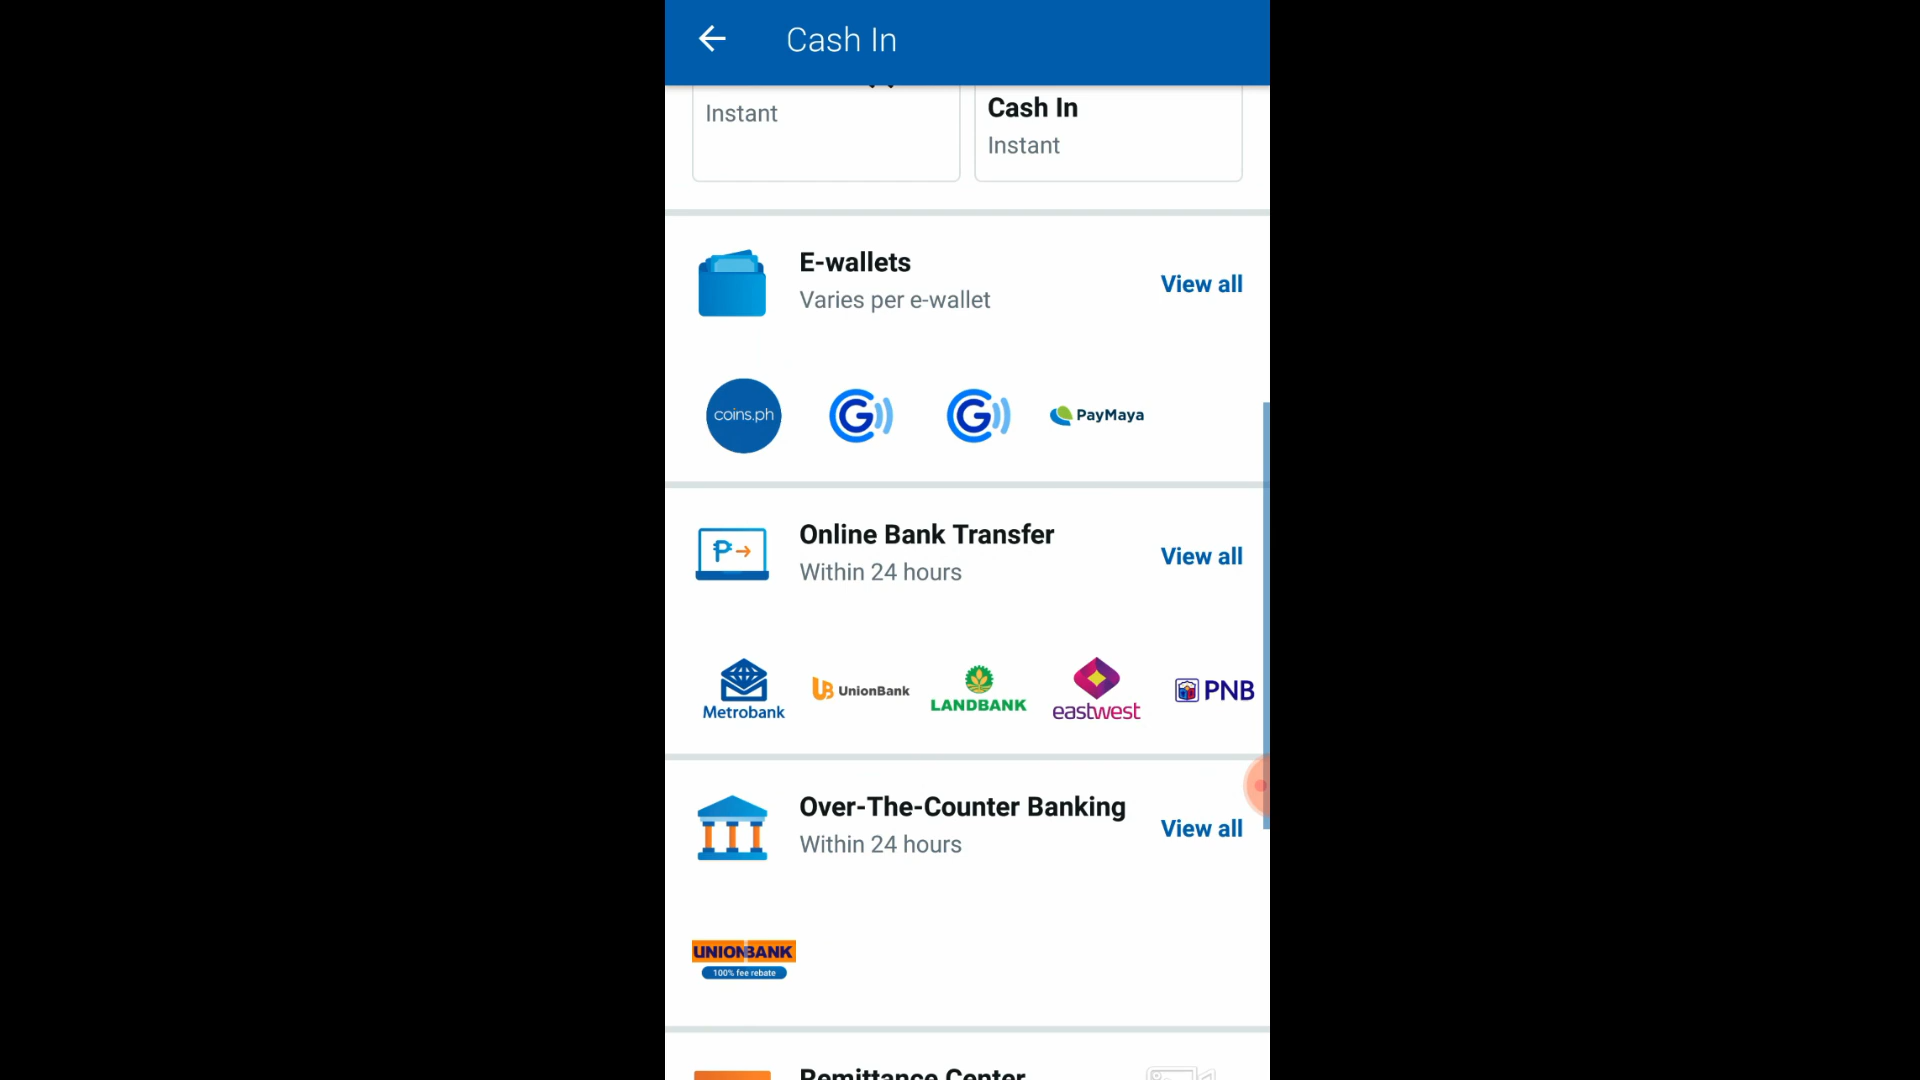 Cash In
Instant
Cash In
Instant
E-wallets
Varies per e-wallet
View all
coins.ph
G
G
PayMaya
Online Bank Transfer
Within 24 hours
View all
₱
Metrobank
UB UnionBank
LANDBANK
eastwest
PNB
Over-The-Counter Banking
Within 24 hours
View all
UNIONBANK
100% fee rebate
Remittance Center